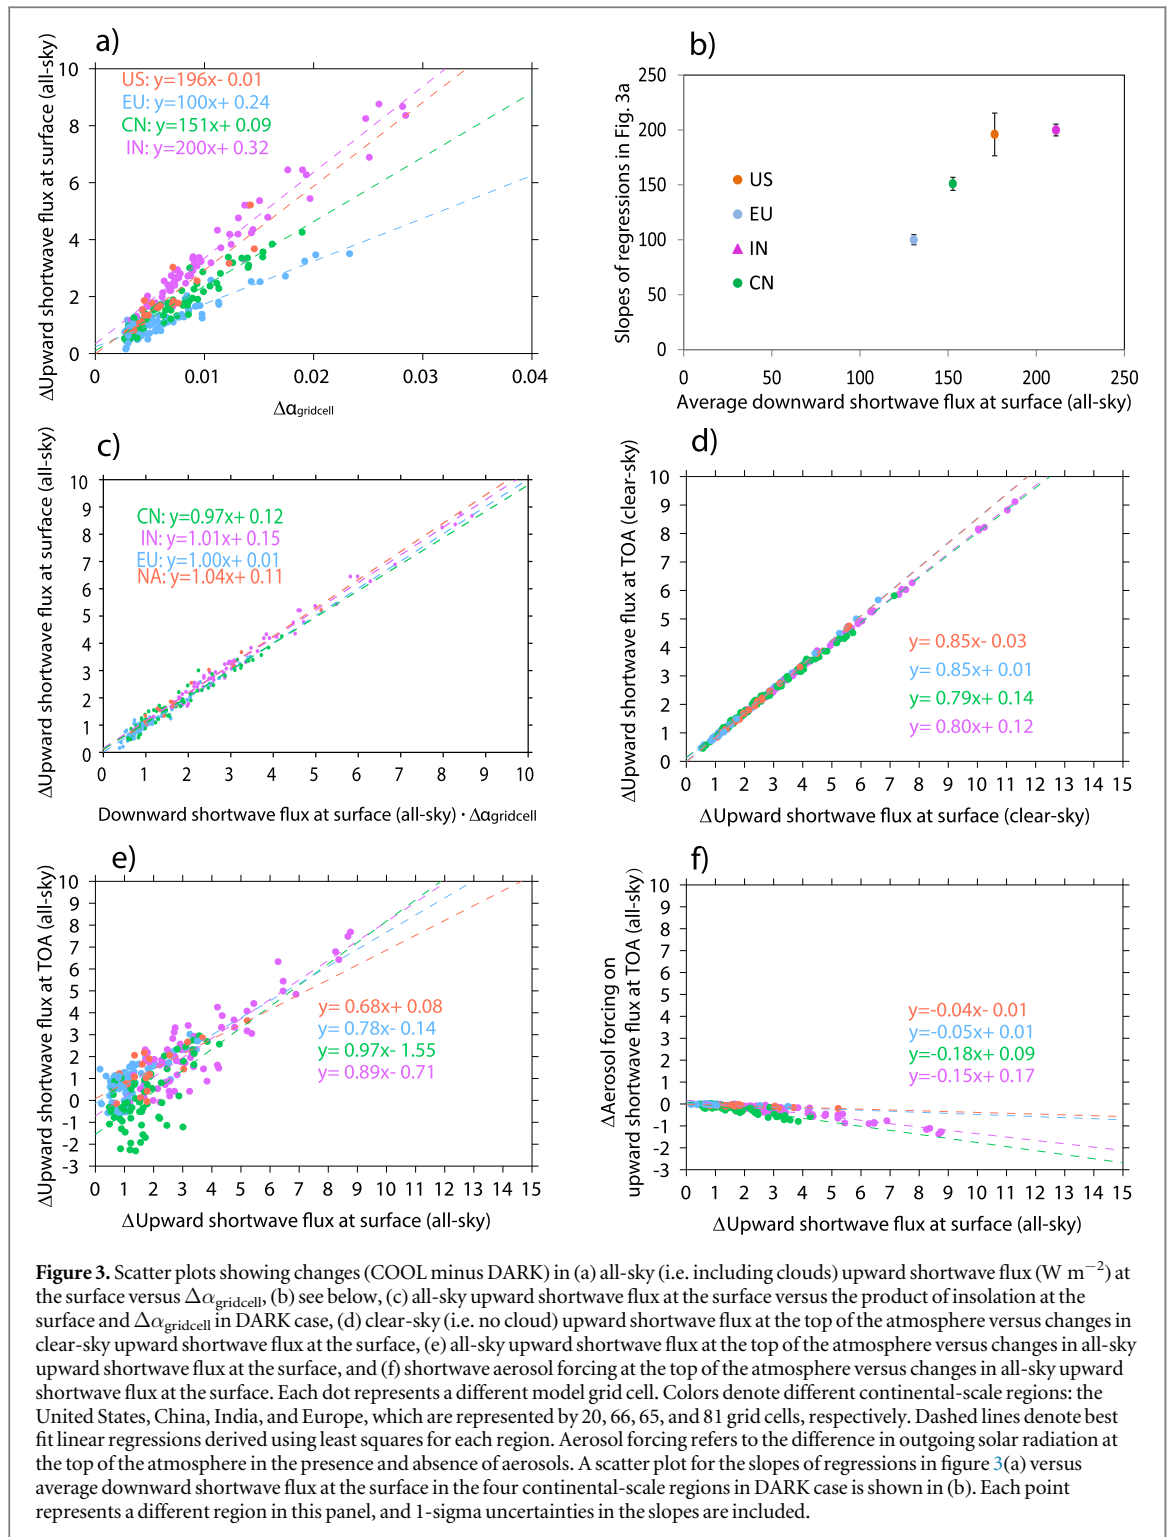 a)
ΔUpward shortwave flux at surface (all-sky)
10
8
6
4
2
0
US: y=196x- 0.01
EU: y=100x+ 0.24
CN: y=151x+ 0.09
IN: y=200x+ 0.32
0 0.01 0.02 0.03 0.04
Δαgridcell
b)
Slopes of regressions in Fig. 3a
250
200
150
100
50
0
US
EU
IN
CN
0 50 100 150 200 250
Average downward shortwave flux at surface (all-sky)
c)
ΔUpward shortwave flux at surface (all-sky)
10
9
8
7
6
5
4
3
2
1
0
CN: y=0.97x+ 0.12
IN: y=1.01x+ 0.15
EU: y=1.00x+ 0.01
NA: y=1.04x+ 0.11
0 1 2 3 4 5 6 7 8 9 10
Downward shortwave flux at surface (all-sky) · Δαgridcell
d)
ΔUpward shortwave flux at TOA (clear-sky)
10
9
8
7
6
5
4
3
2
1
0
y= 0.85x- 0.03
y= 0.85x+ 0.01
y= 0.79x+ 0.14
y= 0.80x+ 0.12
0 1 2 3 4 5 6 7 8 9 10 11 12 13 14 15
ΔUpward shortwave flux at surface (clear-sky)
e)
ΔUpward shortwave flux at TOA (all-sky)
10
9
8
7
6
5
4
3
2
1
0
-1
-2
-3
y= 0.68x+ 0.08
y= 0.78x- 0.14
y= 0.97x- 1.55
y= 0.89x- 0.71
0 1 2 3 4 5 6 7 8 9 10 11 12 13 14 15
ΔUpward shortwave flux at surface (all-sky)
f)
ΔAerosol forcing on
upward shortwave flux at TOA (all-sky)
10
9
8
7
6
5
4
3
2
1
0
-1
-2
-3
y=-0.04x- 0.01
y=-0.05x+ 0.01
y=-0.18x+ 0.09
y=-0.15x+ 0.17
0 1 2 3 4 5 6 7 8 9 10 11 12 13 14 15
ΔUpward shortwave flux at surface (all-sky)
Figure 3. Scatter plots showing changes (COOL minus DARK) in (a) all-sky (i.e. including clouds) upward shortwave flux (W m−2) at
the surface versus Δαgridcell, (b) see below, (c) all-sky upward shortwave flux at the surface versus the product of insolation at the
surface and Δαgridcell in DARK case, (d) clear-sky (i.e. no cloud) upward shortwave flux at the top of the atmosphere versus changes in
clear-sky upward shortwave flux at the surface, (e) all-sky upward shortwave flux at the top of the atmosphere versus changes in all-sky
upward shortwave flux at the surface, and (f) shortwave aerosol forcing at the top of the atmosphere versus changes in all-sky upward
shortwave flux at the surface. Each dot represents a different model grid cell. Colors denote different continental-scale regions: the
United States, China, India, and Europe, which are represented by 20, 66, 65, and 81 grid cells, respectively. Dashed lines denote best
fit linear regressions derived using least squares for each region. Aerosol forcing refers to the difference in outgoing solar radiation at
the top of the atmosphere in the presence and absence of aerosols. A scatter plot for the slopes of regressions in figure 3(a) versus
average downward shortwave flux at the surface in the four continental-scale regions in DARK case is shown in (b). Each point
represents a different region in this panel, and 1-sigma uncertainties in the slopes are included.